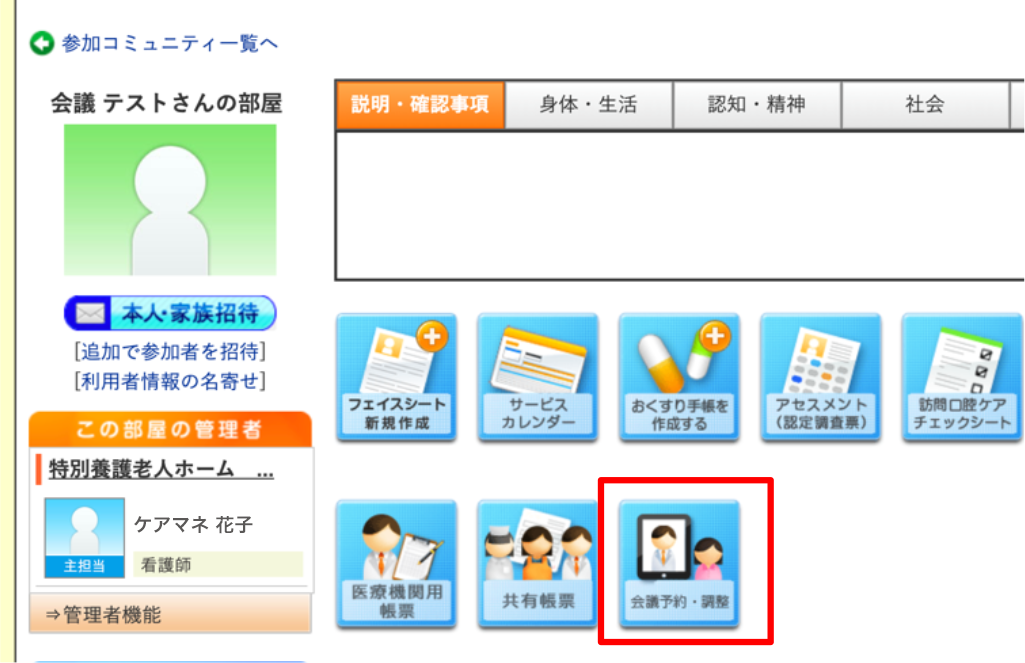 参加コミュニティ一覧へ
会議 テストさんの部屋
本人・家族招待
[追加で参加者を招待]
[利用者情報の名寄せ]
この部屋の管理者
特別養護老人ホーム ...
ケアマネ 花子
主担当
看護師
⇒管理者機能
説明・確認事項
身体・生活
認知・精神
社会
フェイスシート
新規作成
サービス
カレンダー
おくすり手帳を
作成する
アセスメント
(認定調査票)
訪問口腔ケア
チェックシート
医療機関用
帳票
共有帳票
会議予約・調整